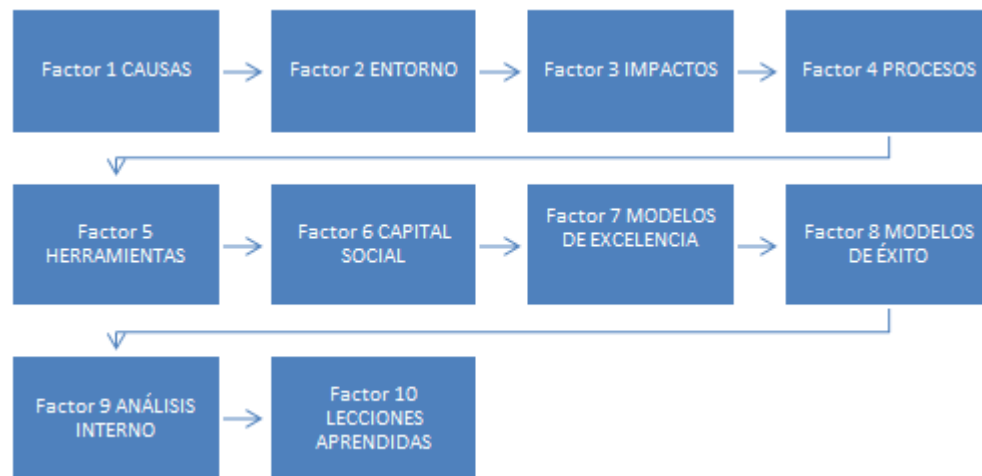 Factor 1 CAUSAS
Factor 2 ENTORNO
Factor 3 IMPACTOS
Factor 4 PROCESOS
Factor 5
HERRAMIENTAS
Factor 6 CAPITAL
SOCIAL
Factor 7 MODELOS
DE EXCELENCIA
Factor 8 MODELOS
DE ÉXITO
Factor 9 ANÁLISIS
INTERNO
Factor 10
LECCIONES
APRENDIDAS